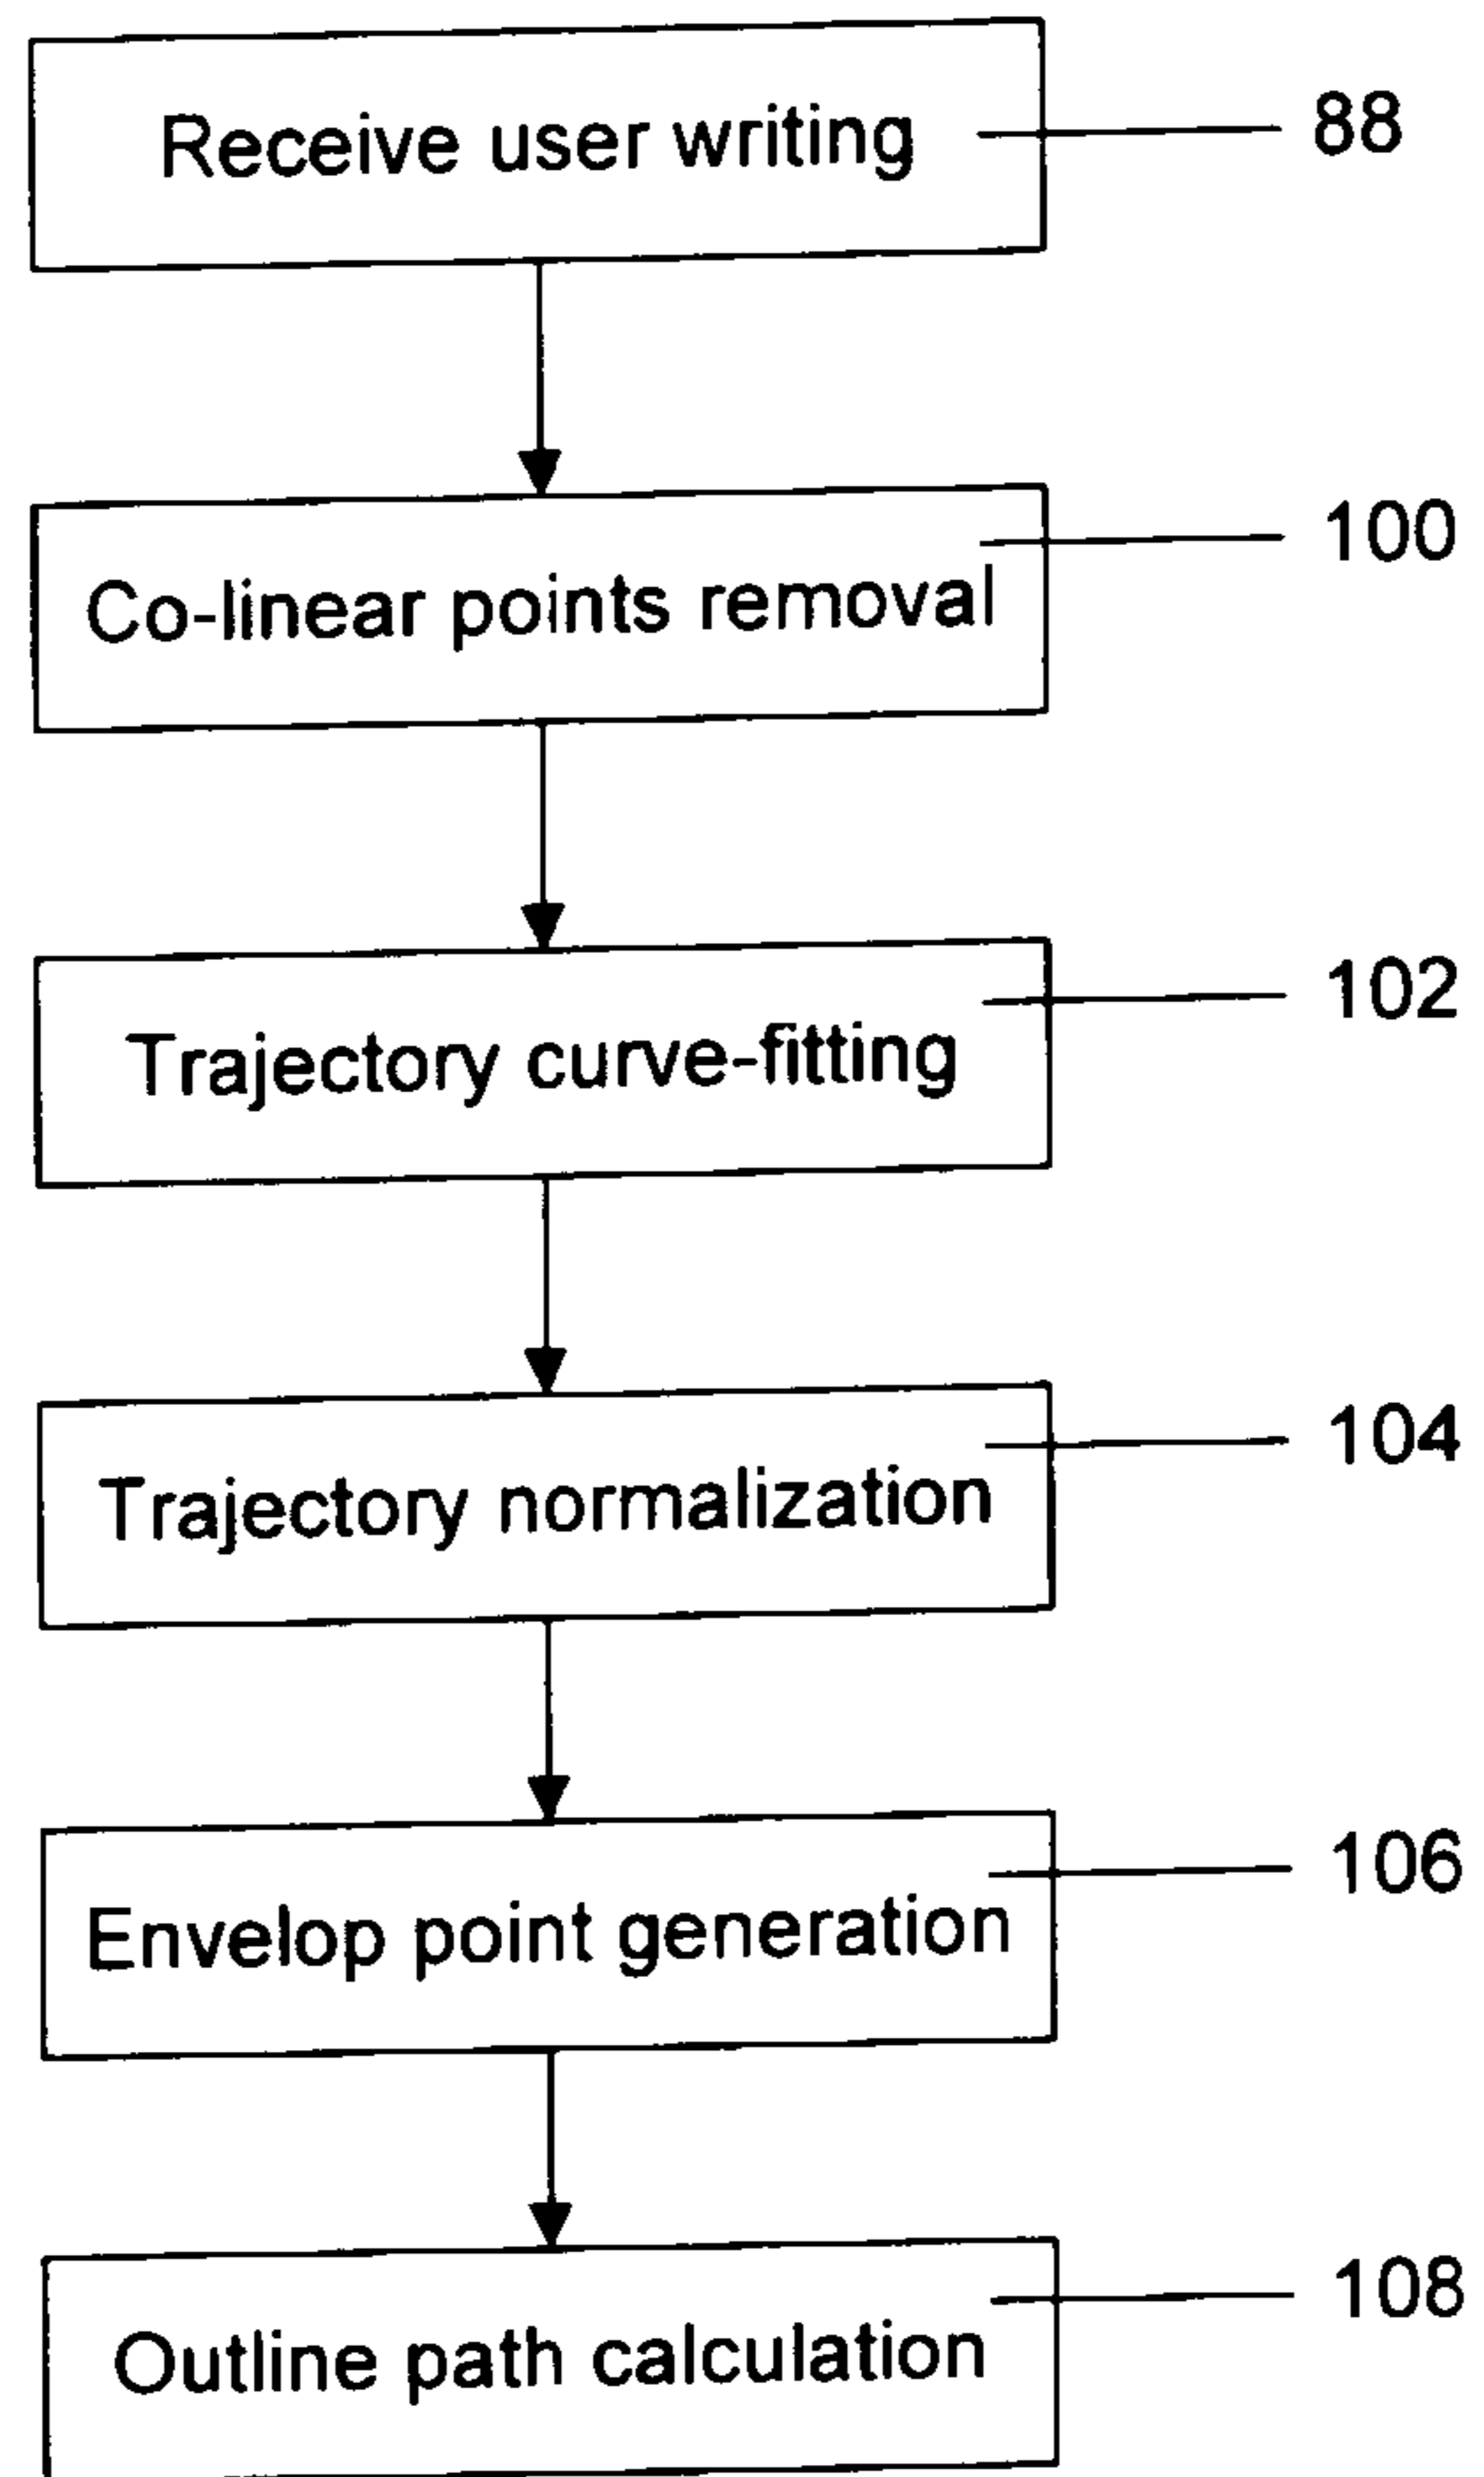 Receive user writing 88
Co-linear points removal 100
Trajectory curve-fitting 102
Trajectory normalization 104
Envelop point generation 106
Outline path calculation 108